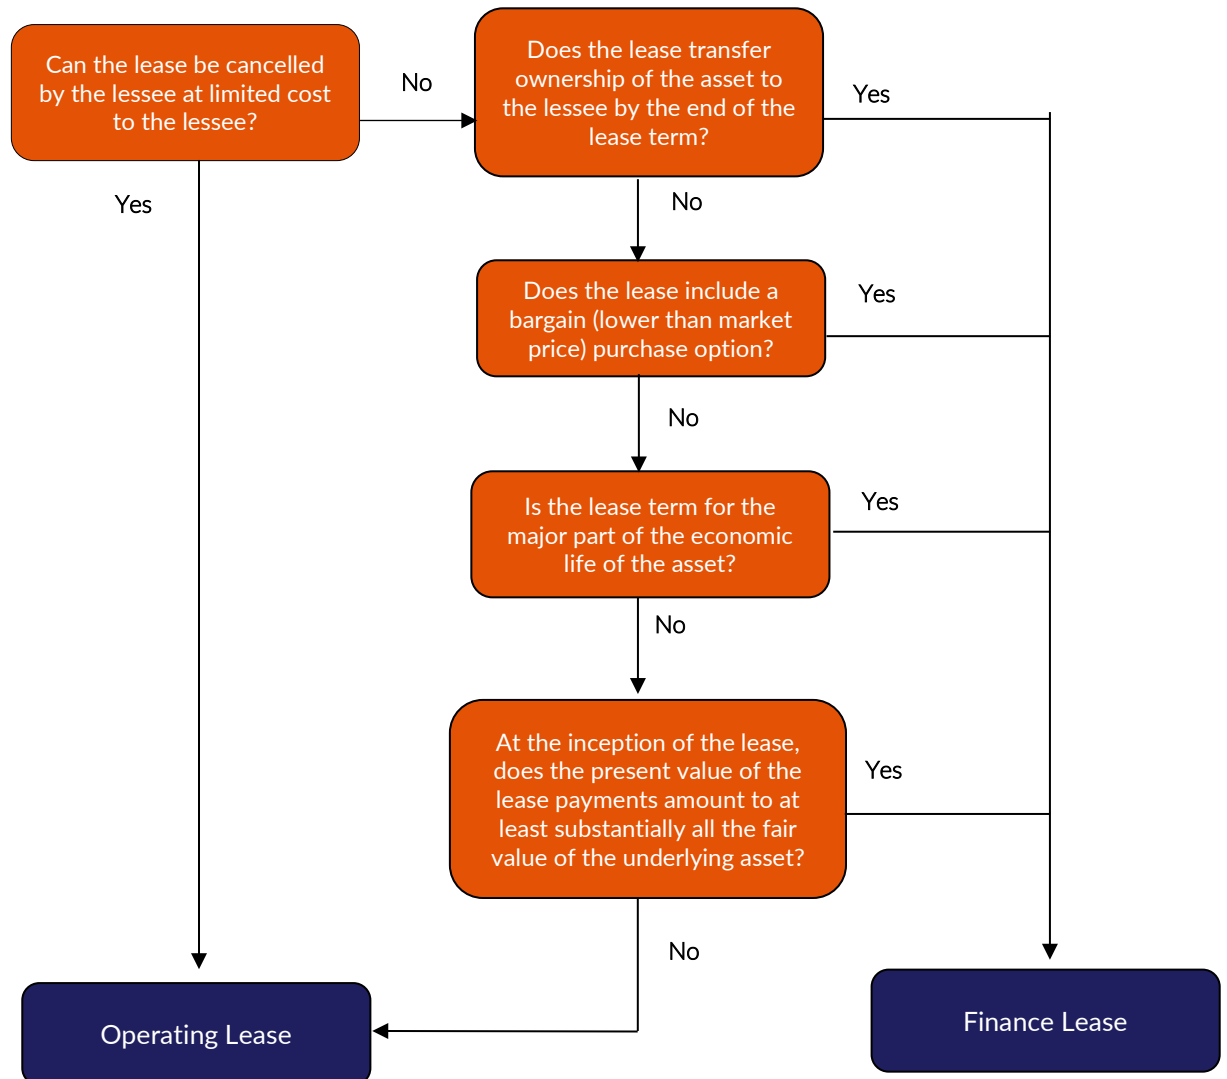 Can the lease be cancelled
by the lessee at limited cost
to the lessee?
No
Does the lease transfer
ownership of the asset to
the lessee by the end of the
lease term?
Yes
Yes
No
Does the lease include a
bargain (lower than market
price) purchase option?
Yes
No
Is the lease term for the
major part of the economic
life of the asset?
Yes
No
At the inception of the lease,
does the present value of the
lease payments amount to at
least substantially all the fair
value of the underlying asset?
Yes
No
Operating Lease
Finance Lease